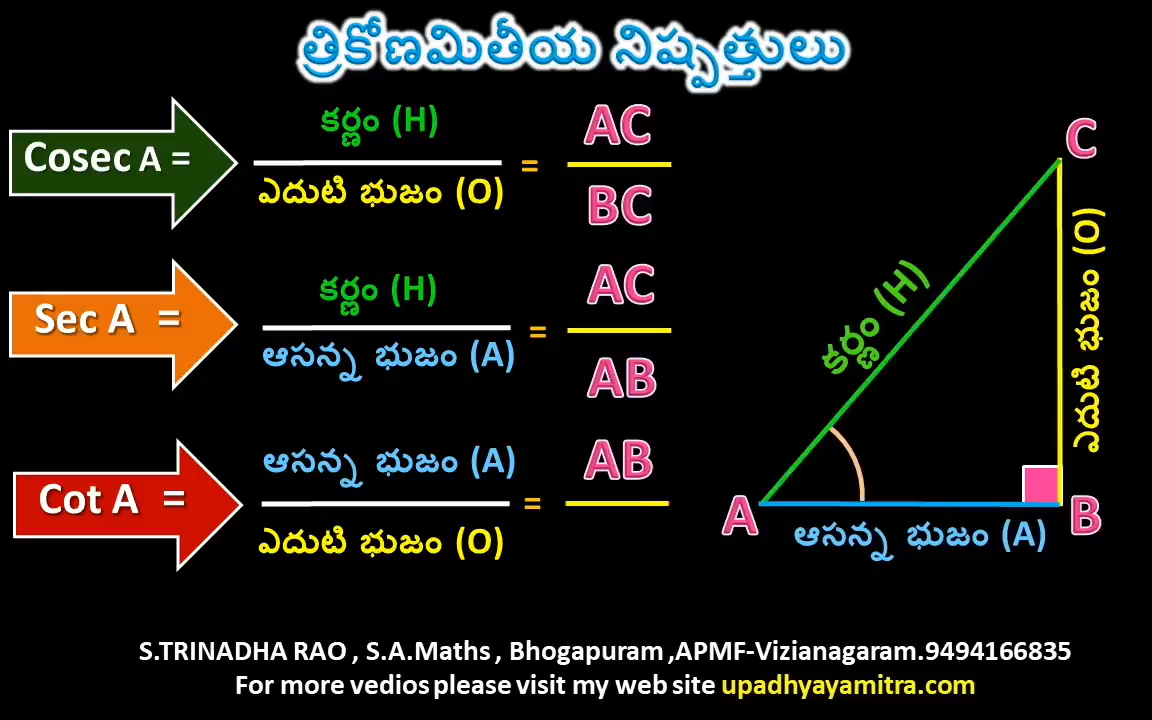 త్రికోణమితీయ నిష్పత్తులు
Cosec A =
కర్ణం (H)
ఎదుటి భుజం (O)
=
AC
BC
Sec A =
కర్ణం (H)
ఆసన్న భుజం (A)
=
AC
AB
Cot A =
ఆసన్న భుజం (A)
ఎదుటి భుజం (O)
=
AB
C
కర్ణం (H)
ఎదుటి భుజం (O)
A
B
ఆసన్న భుజం (A)
S.TRINADHA RAO , S.A.Maths , Bhogapuram ,APMF-Vizianagaram.9494166835
For more vedios please visit my web site upadhyayamitra.com